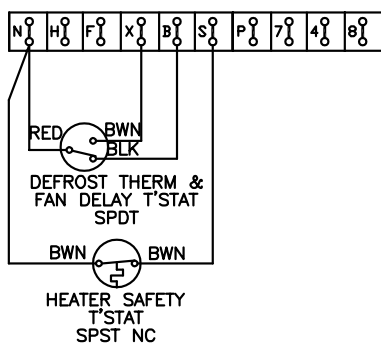 N H F X B S P 7 4 8
RED BWN
BLK
DEFROST THERM &
FAN DELAY T'STAT
SPDT
BWN BWN
HEATER SAFETY
T'STAT
SPST NC